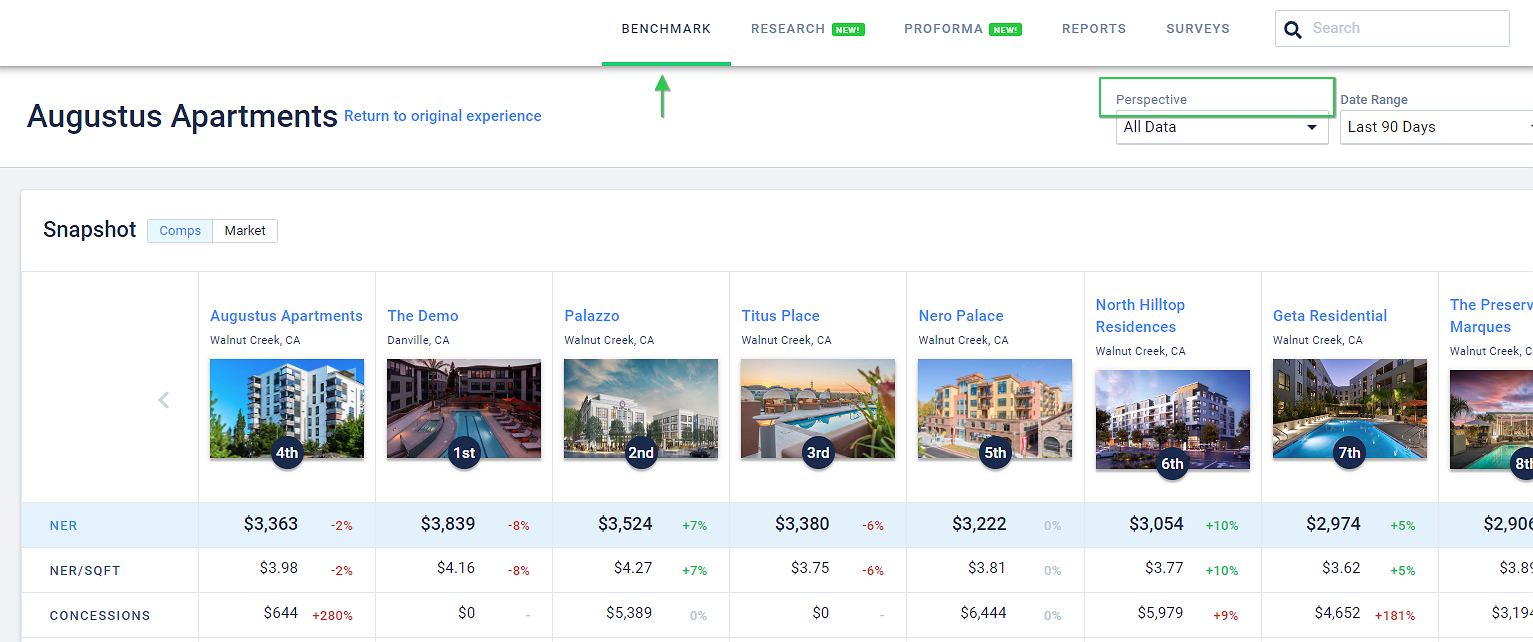 BENCHMARK RESEARCH NEW! PROFORMA NEW! REPORTS SURVEYS Search
Augustus Apartments Return to original experience
Perspective Date Range
All Data Last 90 Days
Snapshot Comps Market
Augustus Apartments The Demo Palazzo Titus Place Nero Palace North Hilltop Residences Geta Residential The Preserv Marques
Walnut Creek, CA Danville, CA Walnut Creek, CA Walnut Creek, CA Walnut Creek, CA Walnut Creek, CA Walnut Creek, CA Walnut Creek, C
4th 1st 2nd 3rd 5th 6th 7th 8t
NER $3,363 -2% $3,839 -8% $3,524 +7% $3,380 -6% $3,222 0% $3,054 +10% $2,974 +5% $2,906
NER/SQFT $3.98 -2% $4.16 -8% $4.27 +7% $3.75 -6% $3.81 0% $3.77 +10% $3.62 +5% $3.89
CONCESSIONS $644 +280% $0 - $5,389 0% $0 - $6,444 0% $5,979 +9% $4,652 +181% $3,194